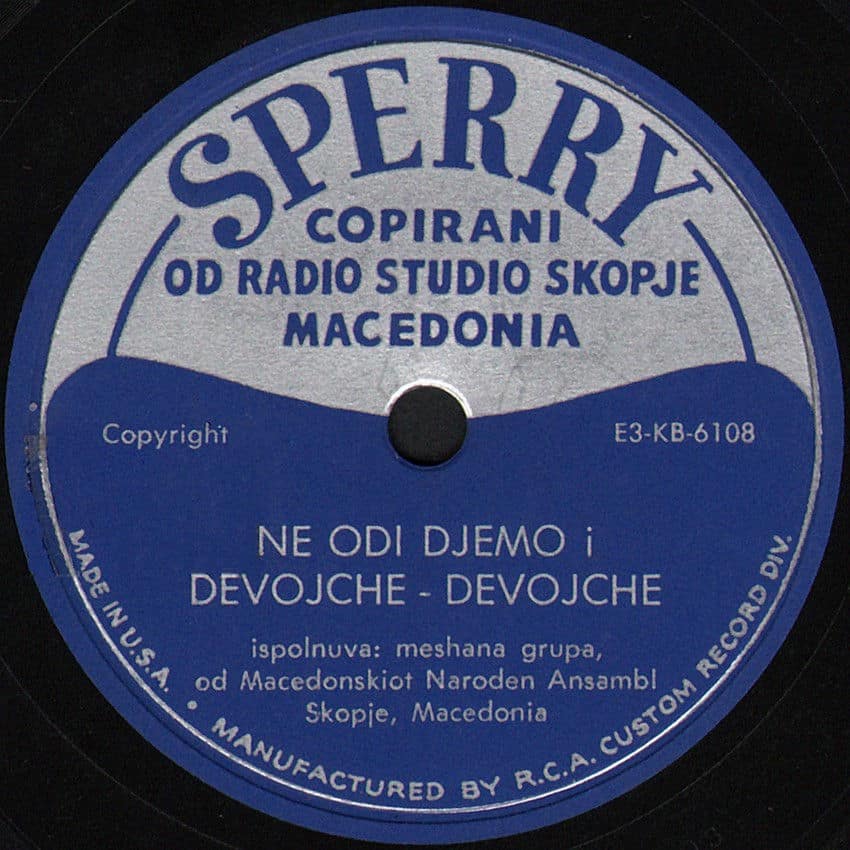 SPERRY
COPIRANI
OD RADIO STUDIO SKOPJE
MACEDONIA
Copyright
E3-KB-6108
NE ODI DJEMO i
DEVOJCHE - DEVOJCHE
ispolnuva: meshana grupa,
od Macedonskiot Naroden Ansambl
Skopje, Macedonia
MADE IN U.S.A. • MANUFACTURED BY R.C.A. CUSTOM RECORD DIV.